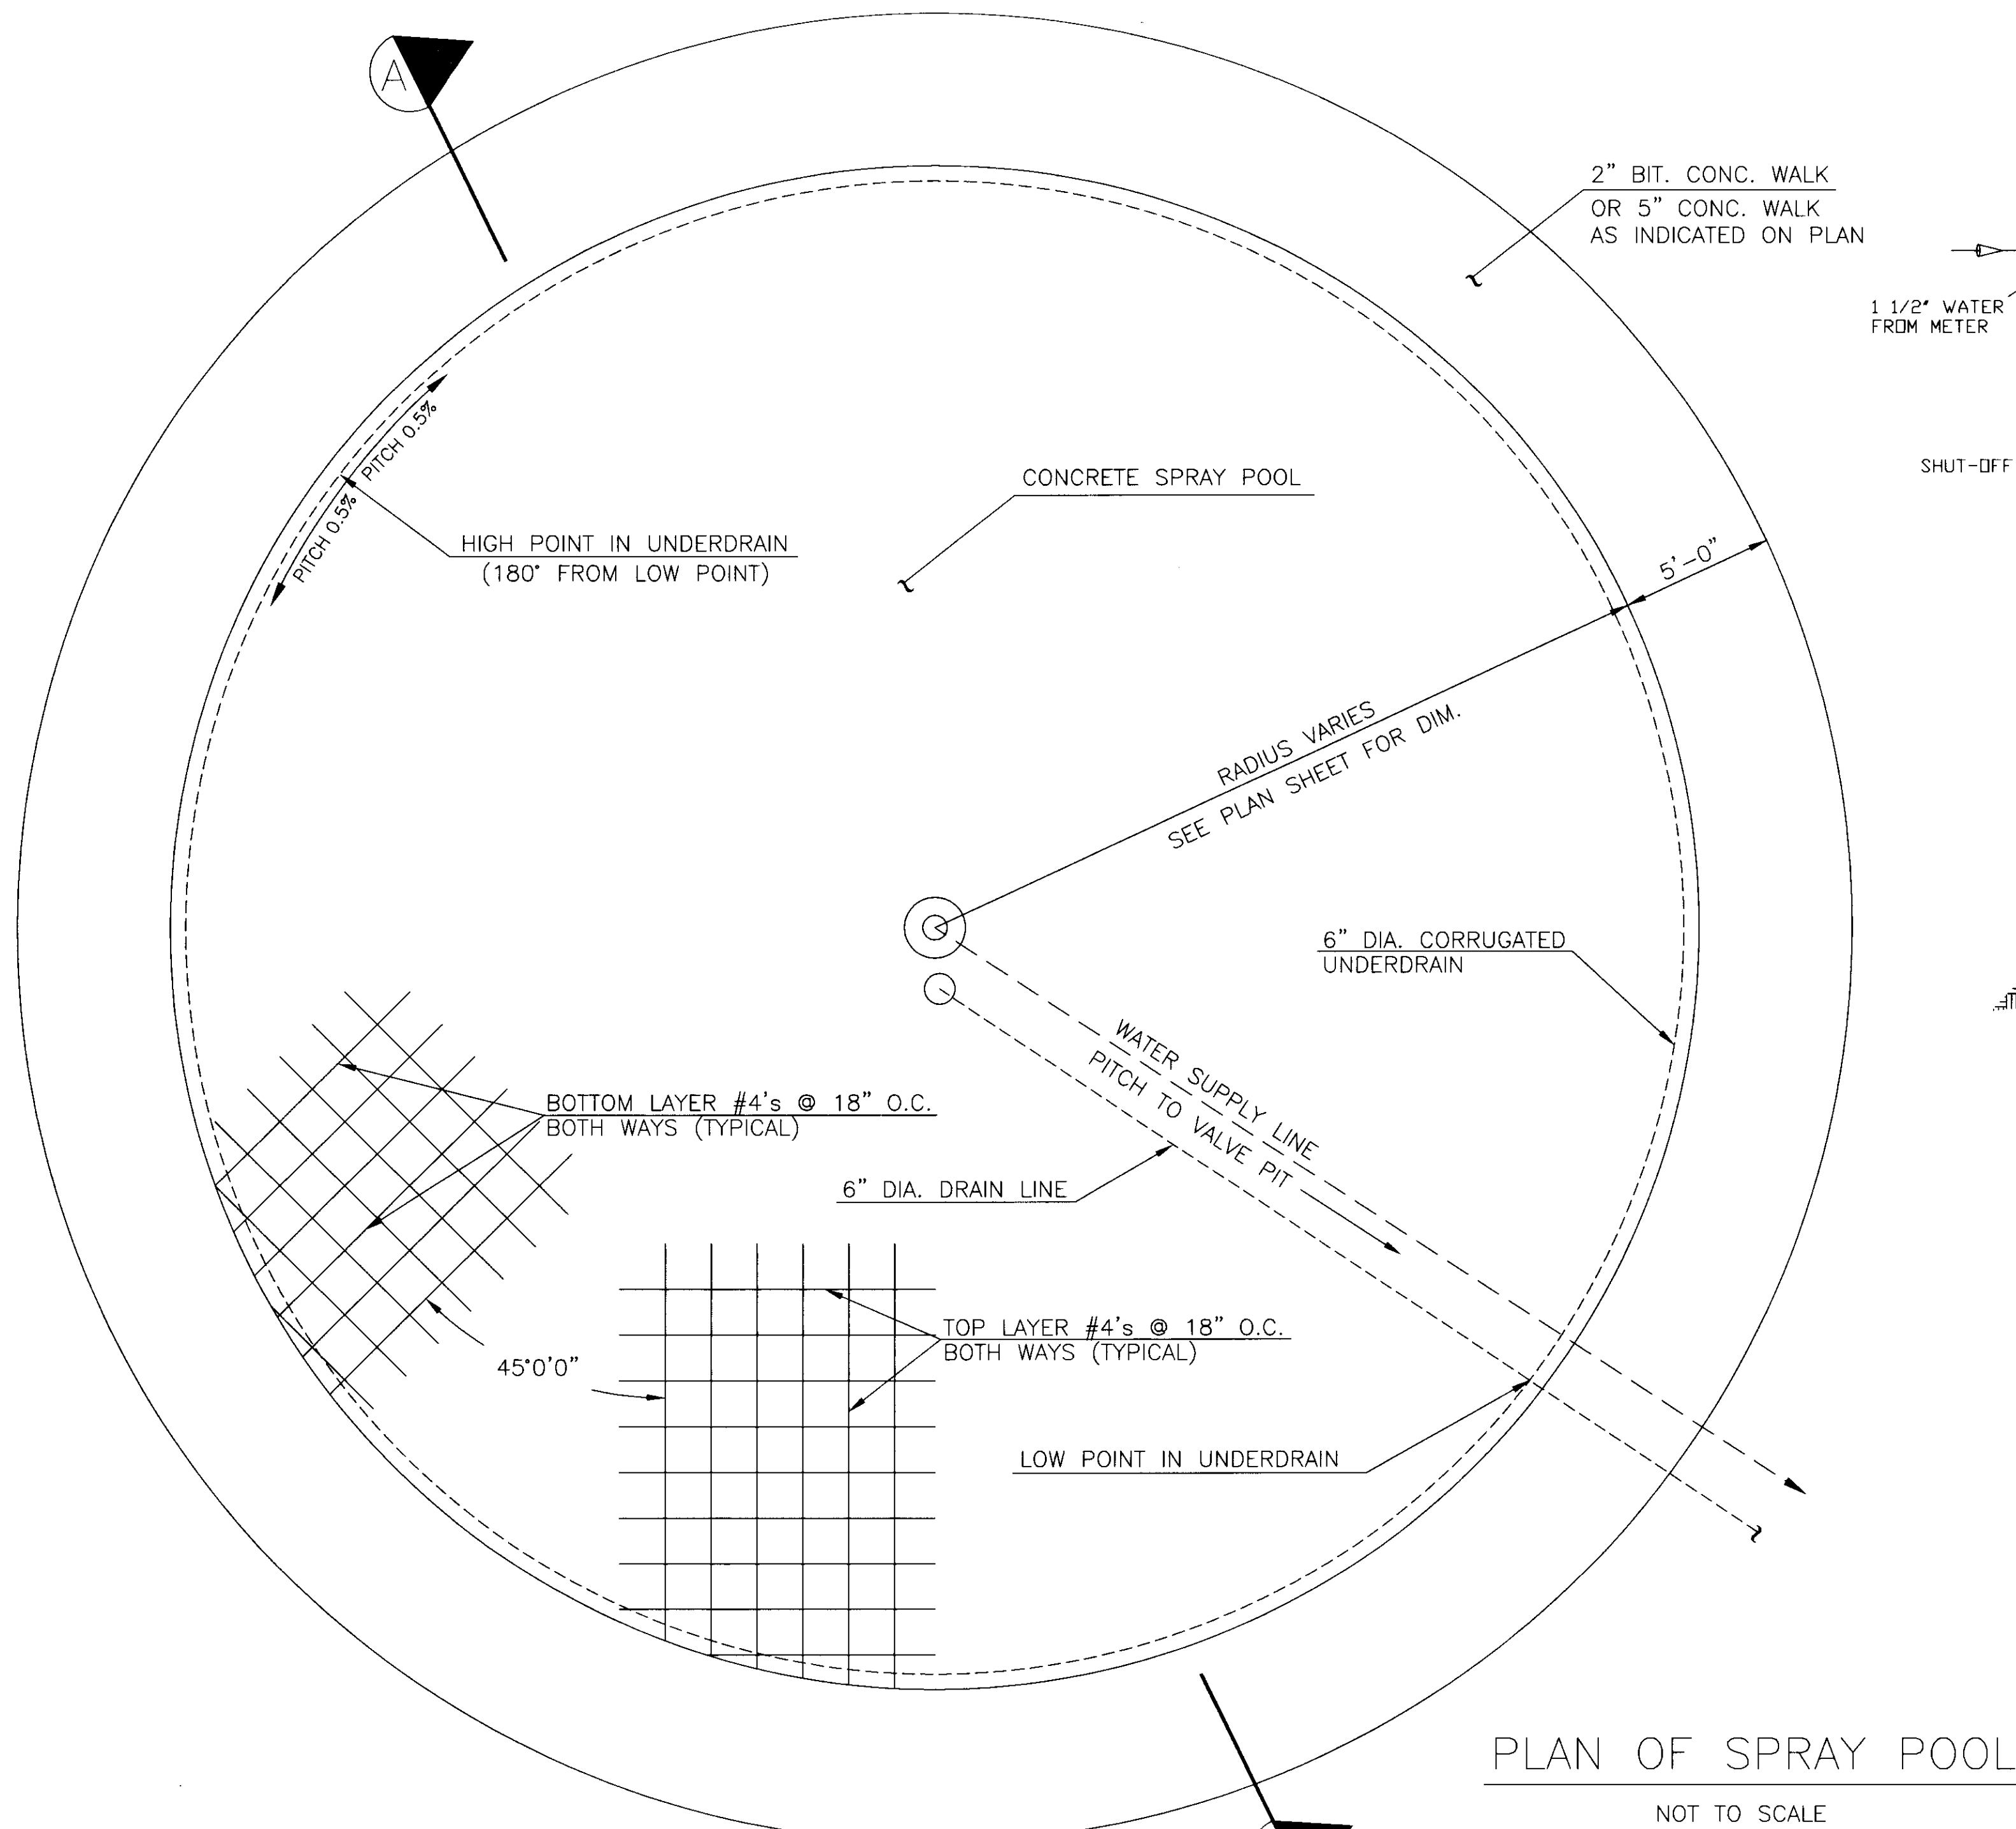 A
2" BIT. CONC. WALK
OR 5" CONC. WALK
AS INDICATED ON PLAN
1 1/2" WATER
FROM METER
SHUT-OFF
PITCH 0.5%
PITCH 0.5%
CONCRETE SPRAY POOL
HIGH POINT IN UNDERDRAIN
(180° FROM LOW POINT)
5'-0"
RADIUS VARIES
SEE PLAN SHEET FOR DIM.
6" DIA. CORRUGATED
UNDERDRAIN
WATER SUPPLY LINE
PITCH TO VALVE PIT
BOTTOM LAYER #4's @ 18" O.C.
BOTH WAYS (TYPICAL)
6" DIA. DRAIN LINE
TOP LAYER #4's @ 18" O.C.
BOTH WAYS (TYPICAL)
45°0'0"
LOW POINT IN UNDERDRAIN
PLAN OF SPRAY POOL
NOT TO SCALE